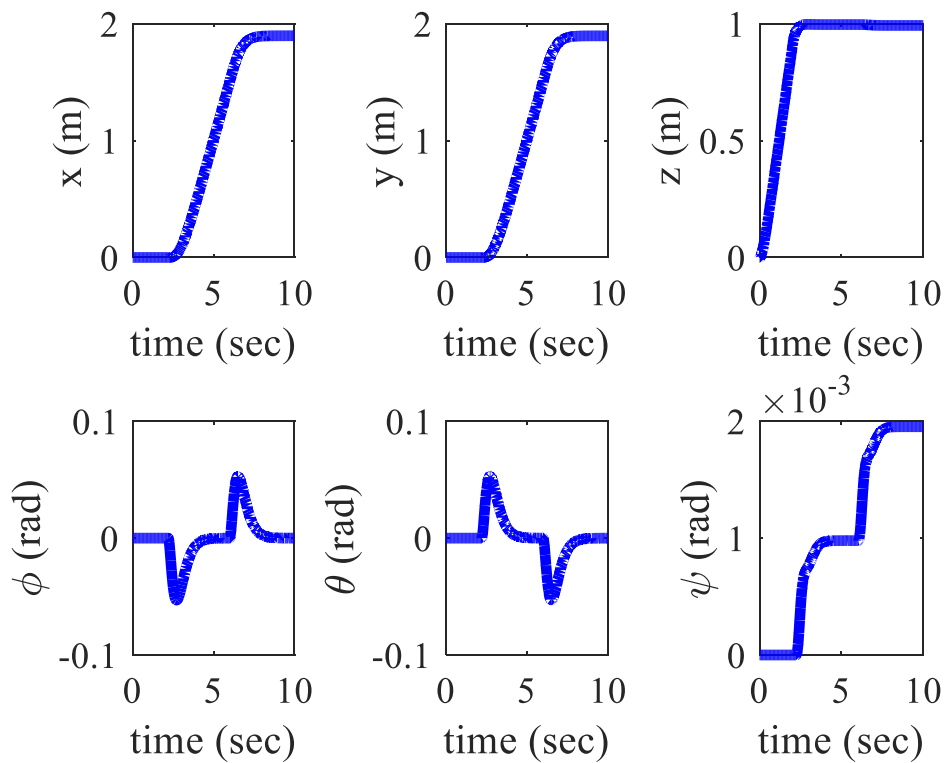 2
1
0
x (m)
0 5 10
time (sec)
2
1
0
y (m)
0 5 10
time (sec)
1
0.5
0
z (m)
0 5 10
time (sec)
0.1
0
-0.1
ϕ (rad)
0 5 10
time (sec)
0.1
0
-0.1
θ (rad)
0 5 10
time (sec)
×10⁻³
2
1
0
ψ (rad)
0 5 10
time (sec)